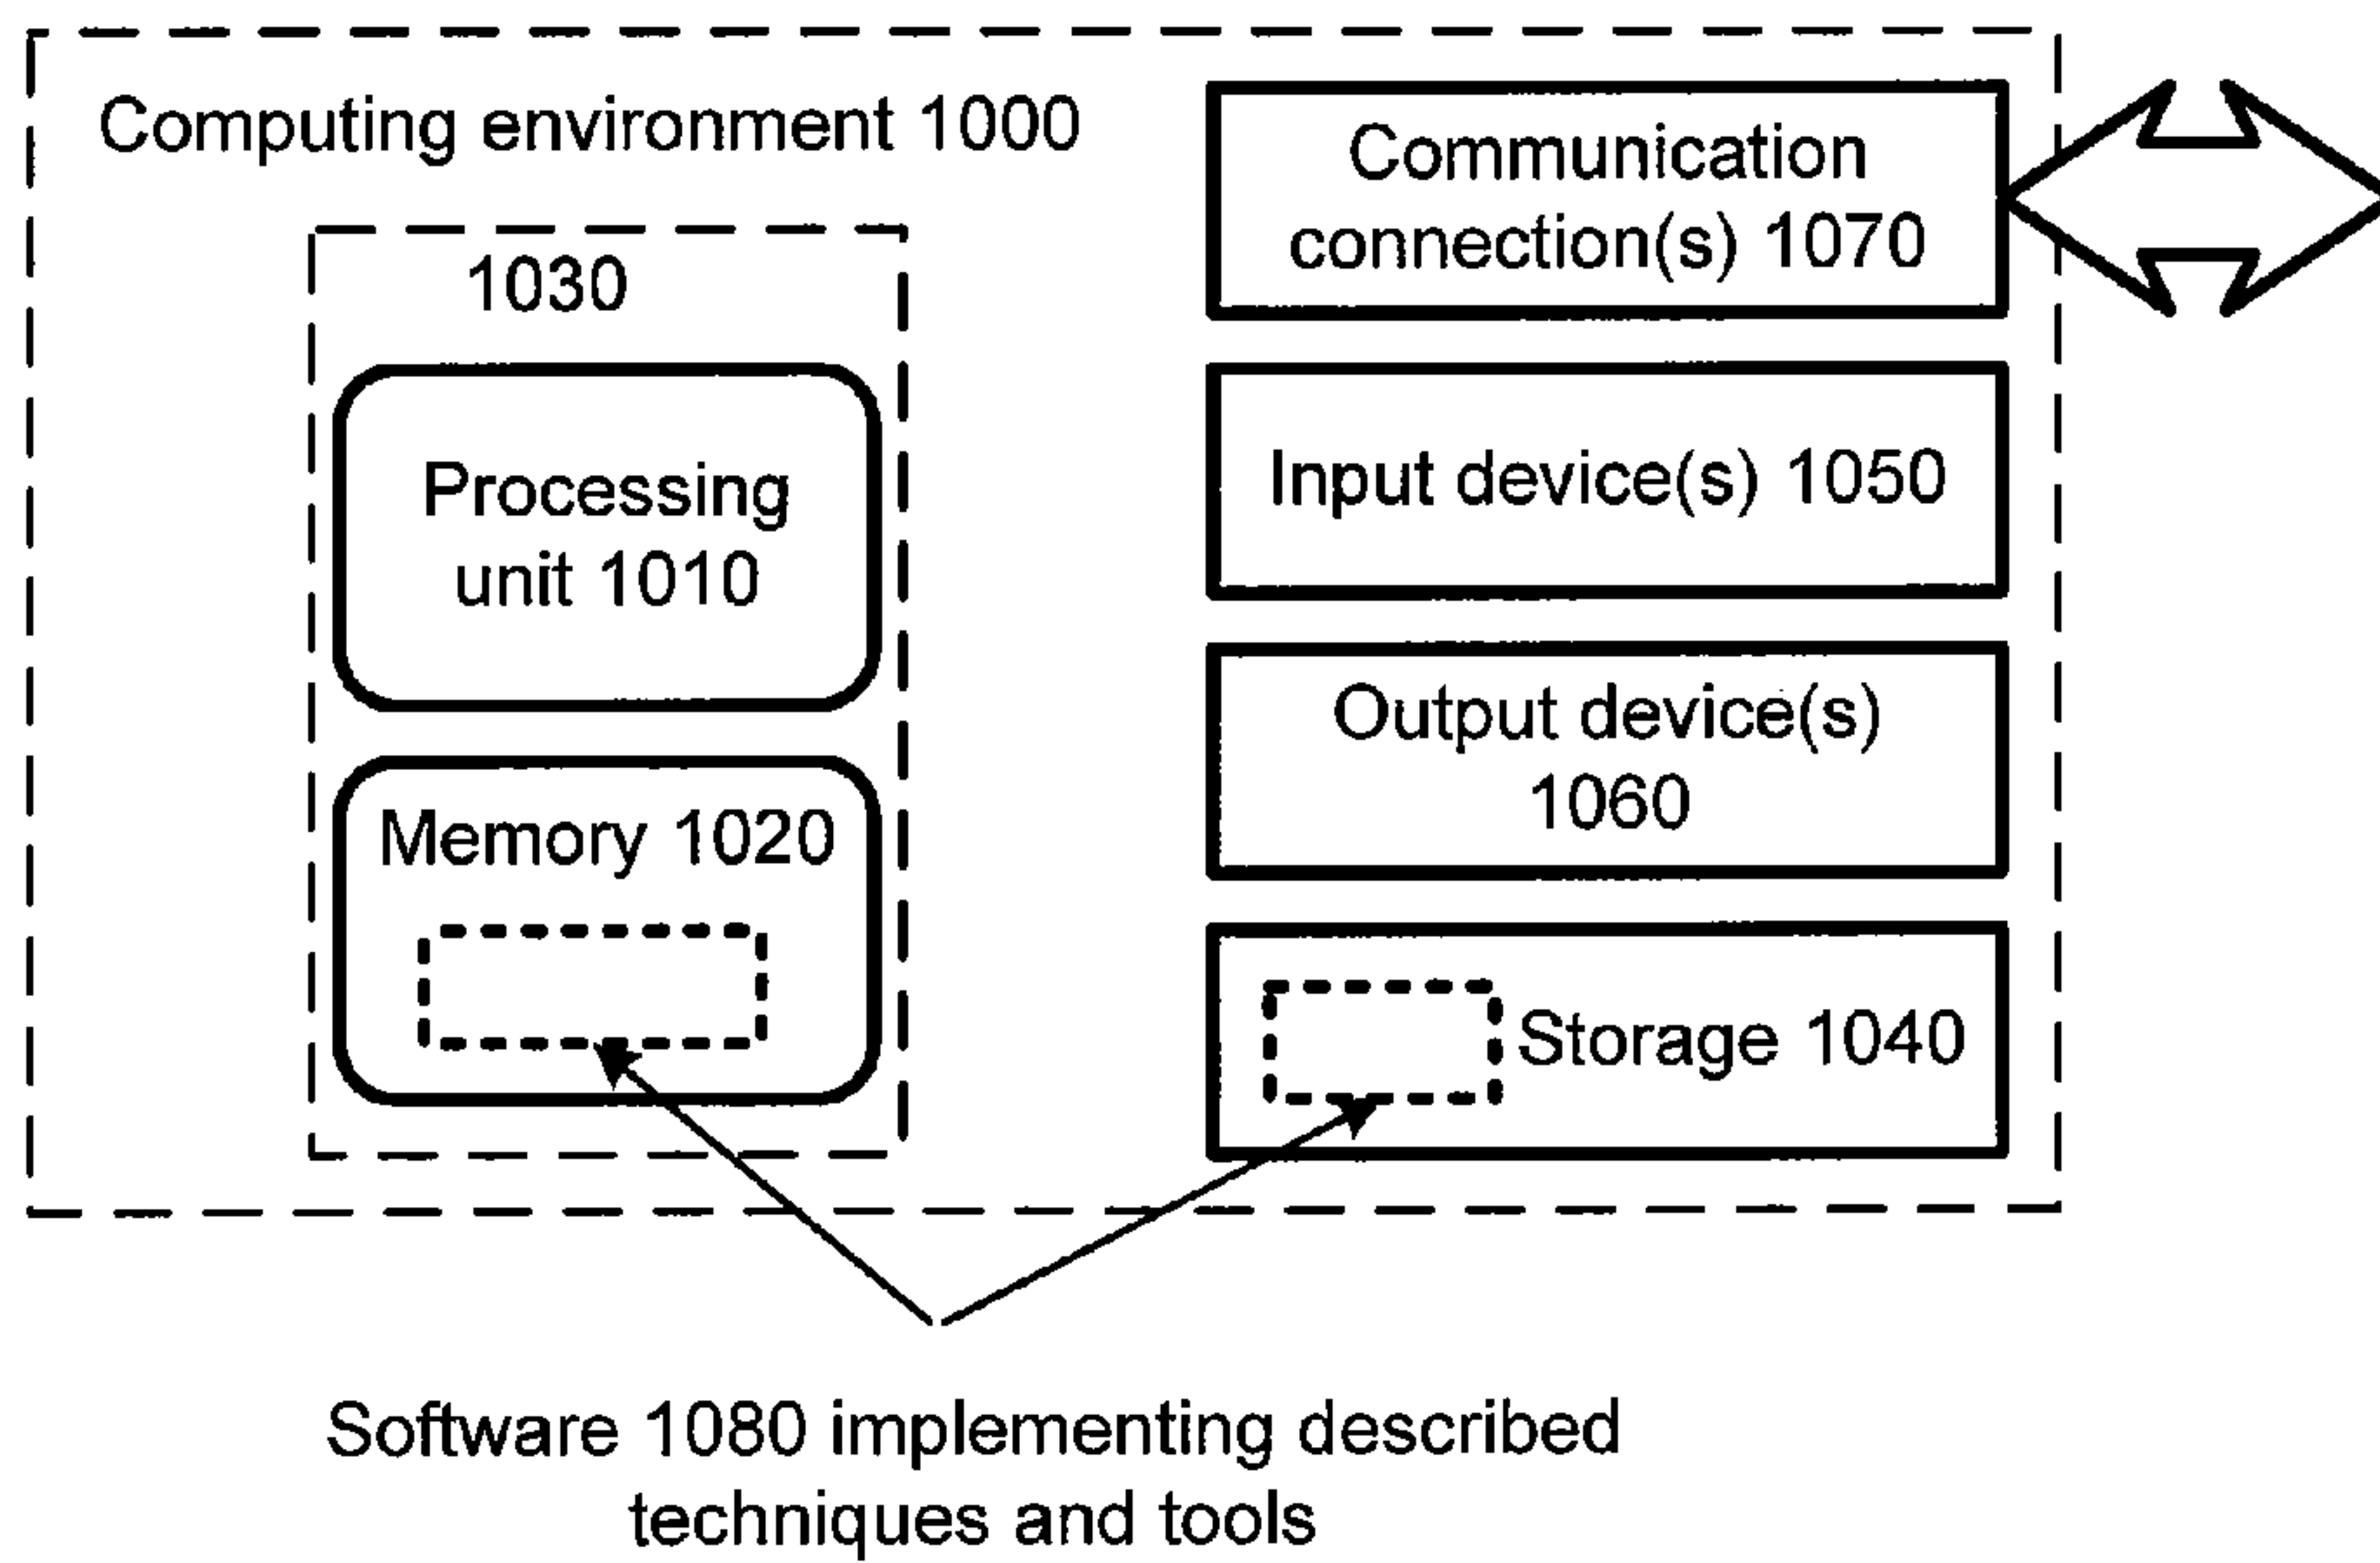 Computing environment 1000
1030
Processing
unit 1010
Memory 1020
Communication
connection(s) 1070
Input device(s) 1050
Output device(s)
1060
Storage 1040
Software 1080 implementing described
techniques and tools